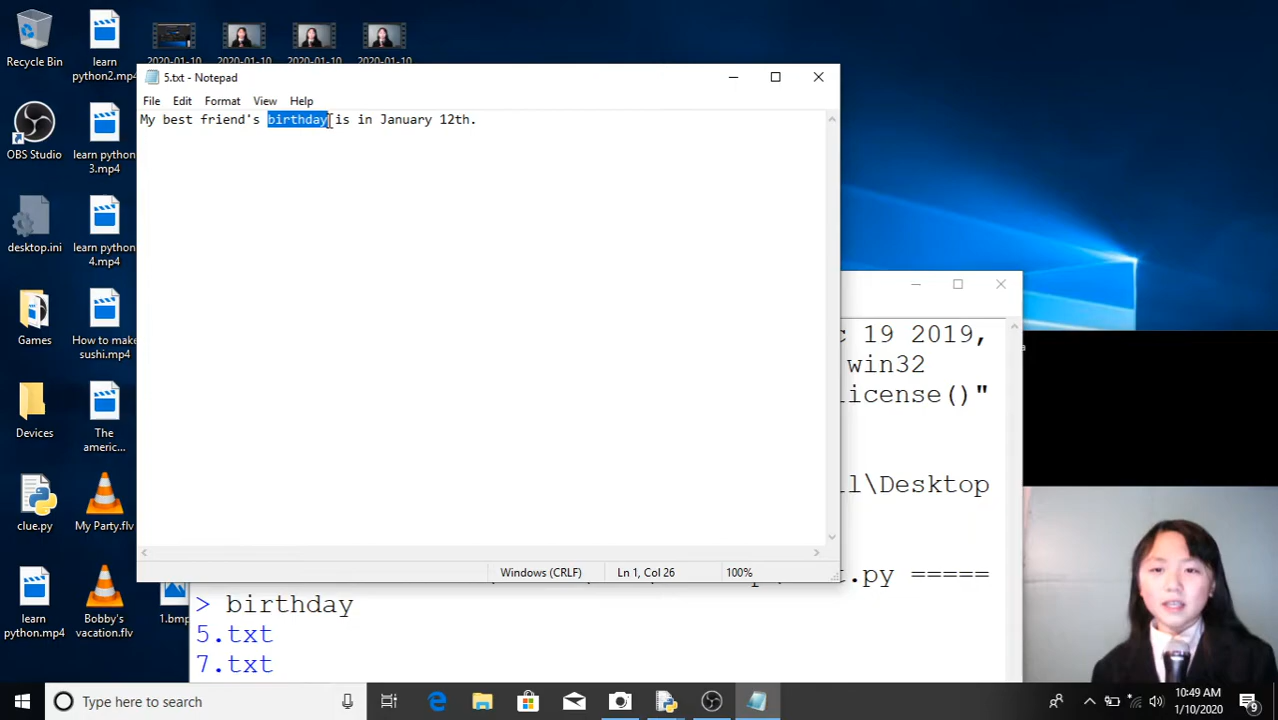 Recycle Bin
learn
python2.mp4
2020-01-10
2020-01-10
2020-01-10
2020-01-10
OBS Studio
learn python
3.mp4
desktop.ini
learn python
4.mp4
Games
How to make
sushi.mp4
Devices
The
americ...
clue.py
My Party.flv
learn
python.mp4
Bobby's
vacation.flv
1.bmp
5.txt - Notepad
File Edit Format View Help
My best friend's birthday is in January 12th.
Windows (CRLF) Ln 1, Col 26 100%
c 19 2019,
win32
icense()"
l\Desktop
t.py =====
> birthday
5.txt
7.txt
Type here to search
10:49 AM
1/10/2020
9